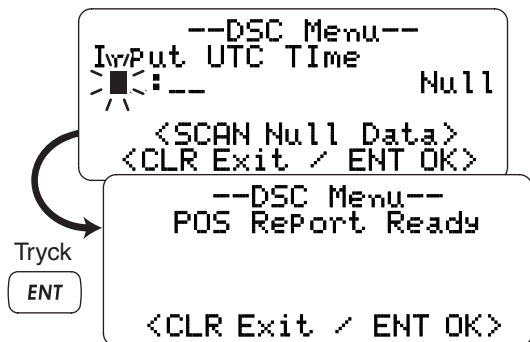 --DSC Menu--
Input UTC TIme
:__ Null
<SCAN Null Data>
<CLR Exit / ENT OK>
--DSC Menu--
POS RePort Ready
Tryck
ENT
<CLR Exit / ENT OK>